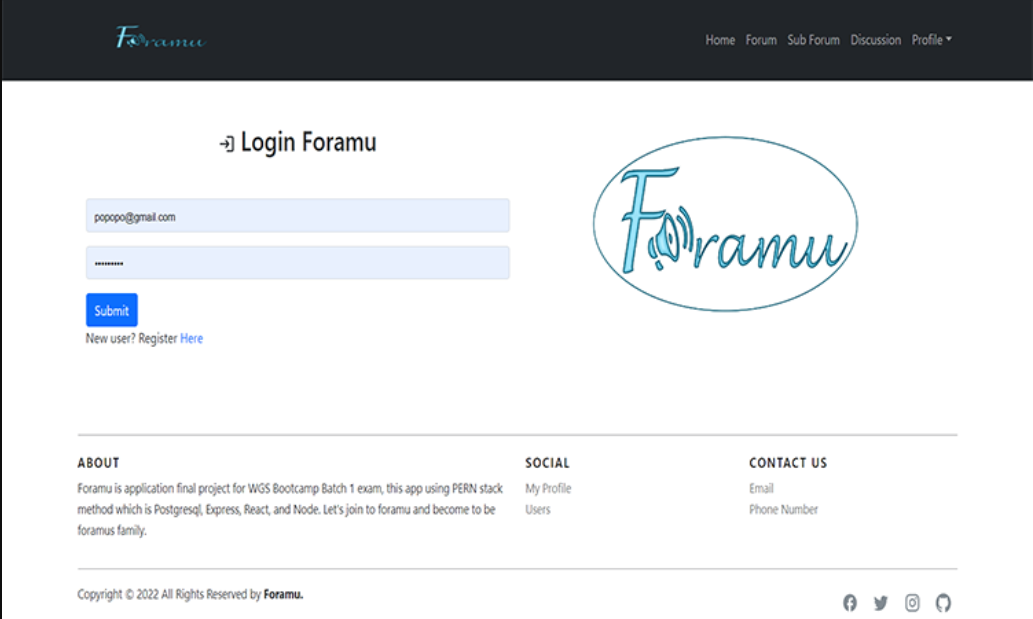 Foramu
Home Forum Sub Forum Discussion Profile
Login Foramu
popopo@gmail.com
Submit
New user? Register Here
Foramu
ABOUT
Foramu is application final project for WGS Bootcamp Batch 1 exam, this app using PERN stack
method which is Postgresql, Express, React, and Node. Let's join to foramu and become to be
foramus family.
SOCIAL
My Profile
Users
CONTACT US
Email
Phone Number
Copyright © 2022 All Rights Reserved by Foramu.